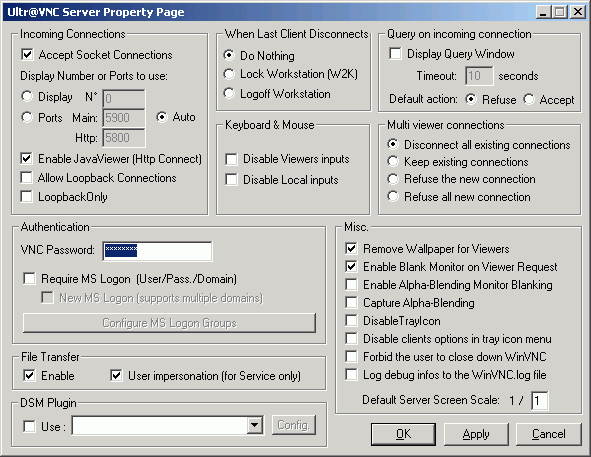 Ultr@VNC Server Property Page
Incoming Connections
Accept Socket Connections
Display Number or Ports to use:
Display N° 0
Ports Main: 5900 Auto
Http: 5800
Enable JavaViewer (Http Connect)
Allow Loopback Connections
LoopbackOnly
When Last Client Disconnects
Do Nothing
Lock Workstation (W2K)
Logoff Workstation
Query on incoming connection
Display Query Window
Timeout: 10 seconds
Default action: Refuse Accept
Keyboard & Mouse
Disable Viewers inputs
Disable Local inputs
Multi viewer connections
Disconnect all existing connections
Keep existing connections
Refuse the new connection
Refuse all new connection
Authentication
VNC Password: ********
Require MS Logon (User/Pass./Domain)
New MS Logon (supports multiple domains)
Configure MS Logon Groups
Misc.
Remove Wallpaper for Viewers
Enable Blank Monitor on Viewer Request
Enable Alpha-Blending Monitor Blanking
Capture Alpha-Blending
DisableTrayIcon
Disable clients options in tray icon menu
Forbid the user to close down WinVNC
Log debug infos to the WinVNC.log file
Default Server Screen Scale: 1 / 1
File Transfer
Enable User impersonation (for Service only)
DSM Plugin
Use : Config.
OK Apply Cancel